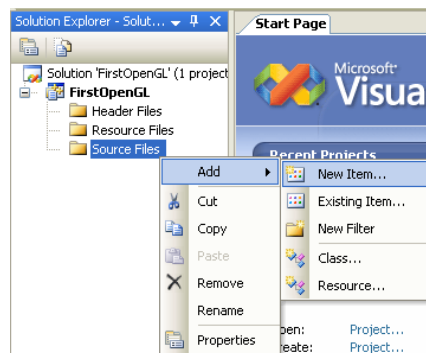 Solution Explorer - Solut...
Start Page
Solution 'FirstOpenGL' (1 project
FirstOpenGL
Header Files
Resource Files
Source Files
Microsoft
Visua
Recent Projects
Add
Cut
Copy
Paste
Remove
Rename
Properties
New Item...
Existing Item...
New Filter
Class...
Resource...
pen:
Project...
reate:
Project...